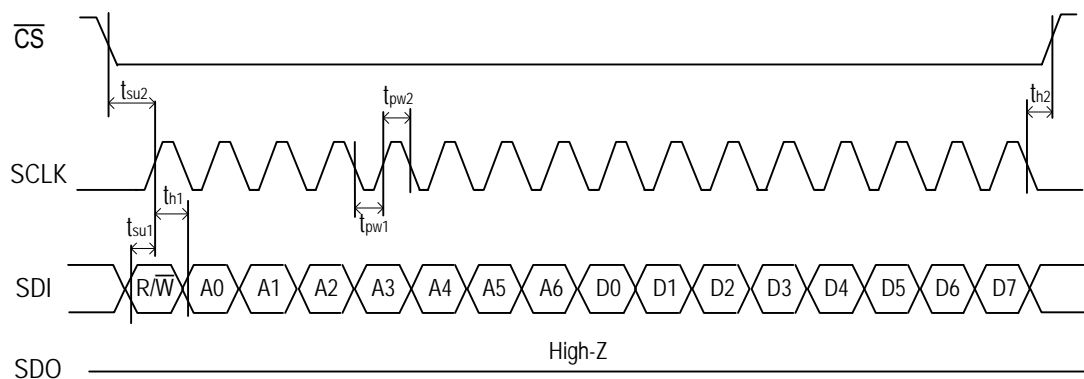 CS
tsu2
tpw2
th2
SCLK
th1
tsu1
tpw1
SDI
R/W A0 A1 A2 A3 A4 A5 A6 D0 D1 D2 D3 D4 D5 D6 D7
High-Z
SDO